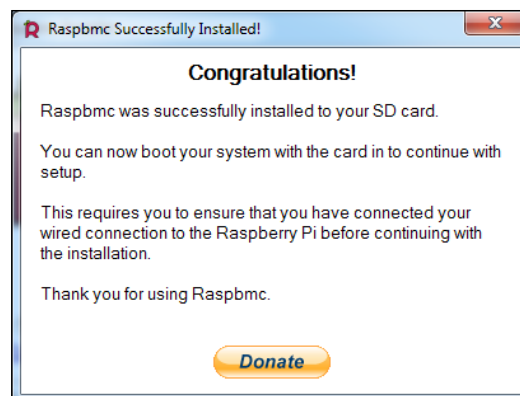 Raspbmc Successfully Installed!
Congratulations!
Raspbmc was successfully installed to your SD card.
You can now boot your system with the card in to continue with
setup.
This requires you to ensure that you have connected your
wired connection to the Raspberry Pi before continuing with
the installation.
Thank you for using Raspbmc.
Donate